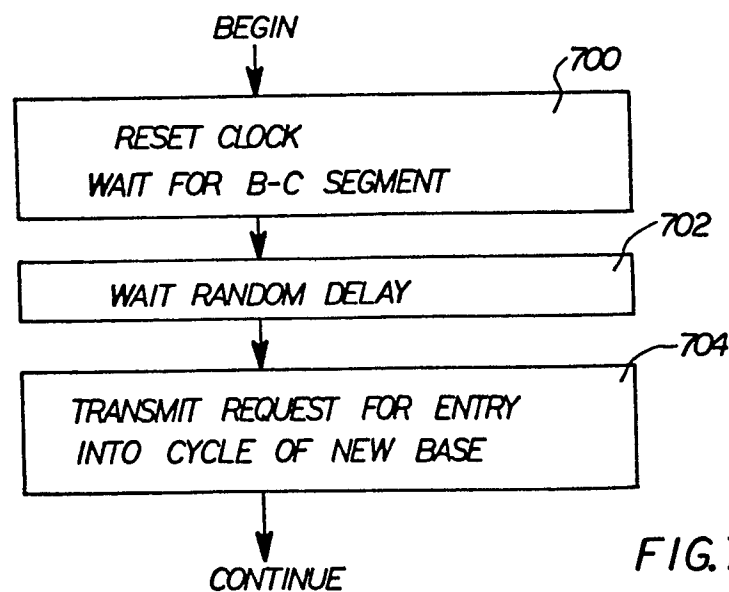 BEGIN
700
RESET CLOCK
WAIT FOR B-C SEGMENT
702
WAIT RANDOM DELAY
704
TRANSMIT REQUEST FOR ENTRY
INTO CYCLE OF NEW BASE
CONTINUE
FIG.